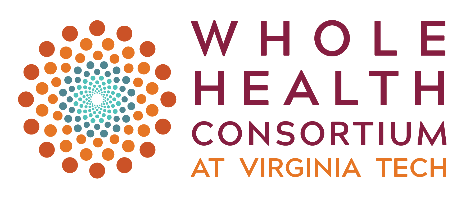 WHOLE
HEALTH
CONSORTIUM
AT VIRGINIA TECH